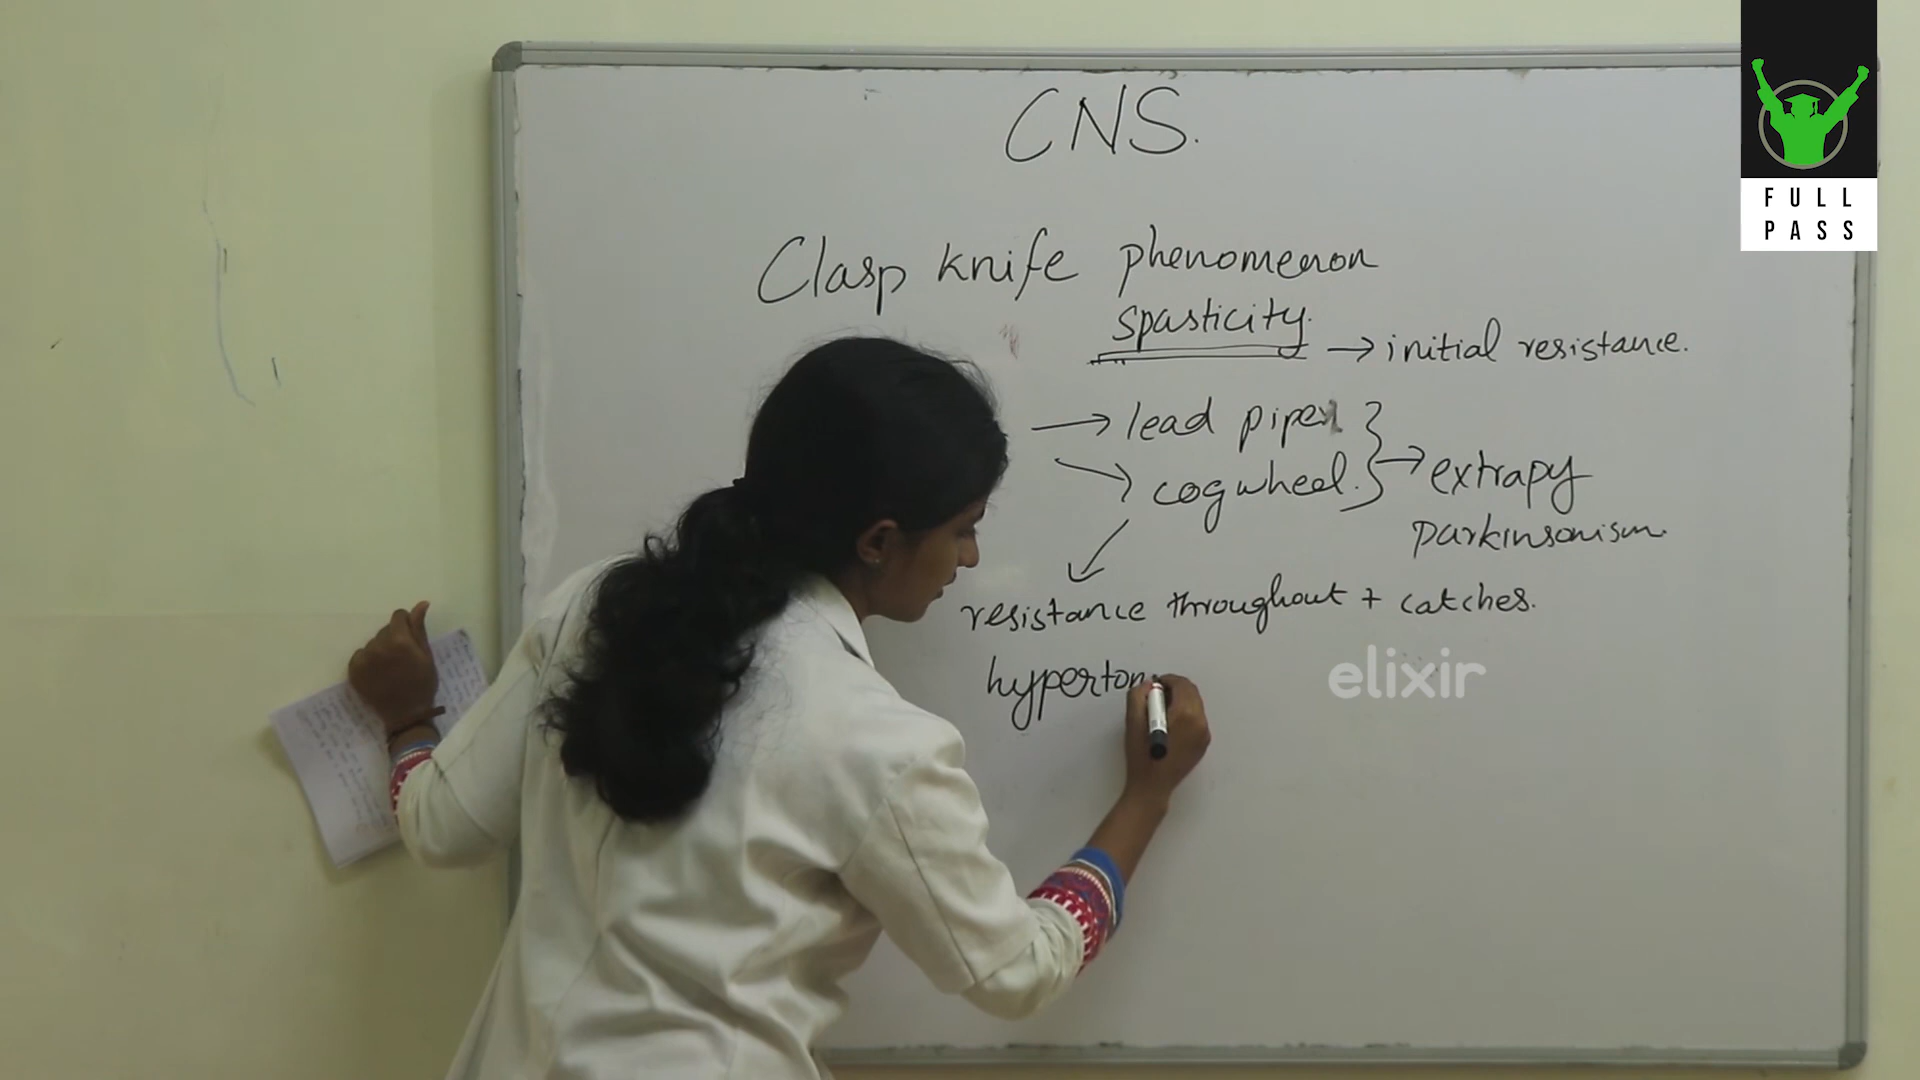 CNS.
Clasp knife phenomenon
spasticity.
→ initial resistance.
→ lead pipe
→ cogwheel. } → extrapy
parkinsonism.
resistance throughout + catches.
hyperton
elixir
FULL
PASS